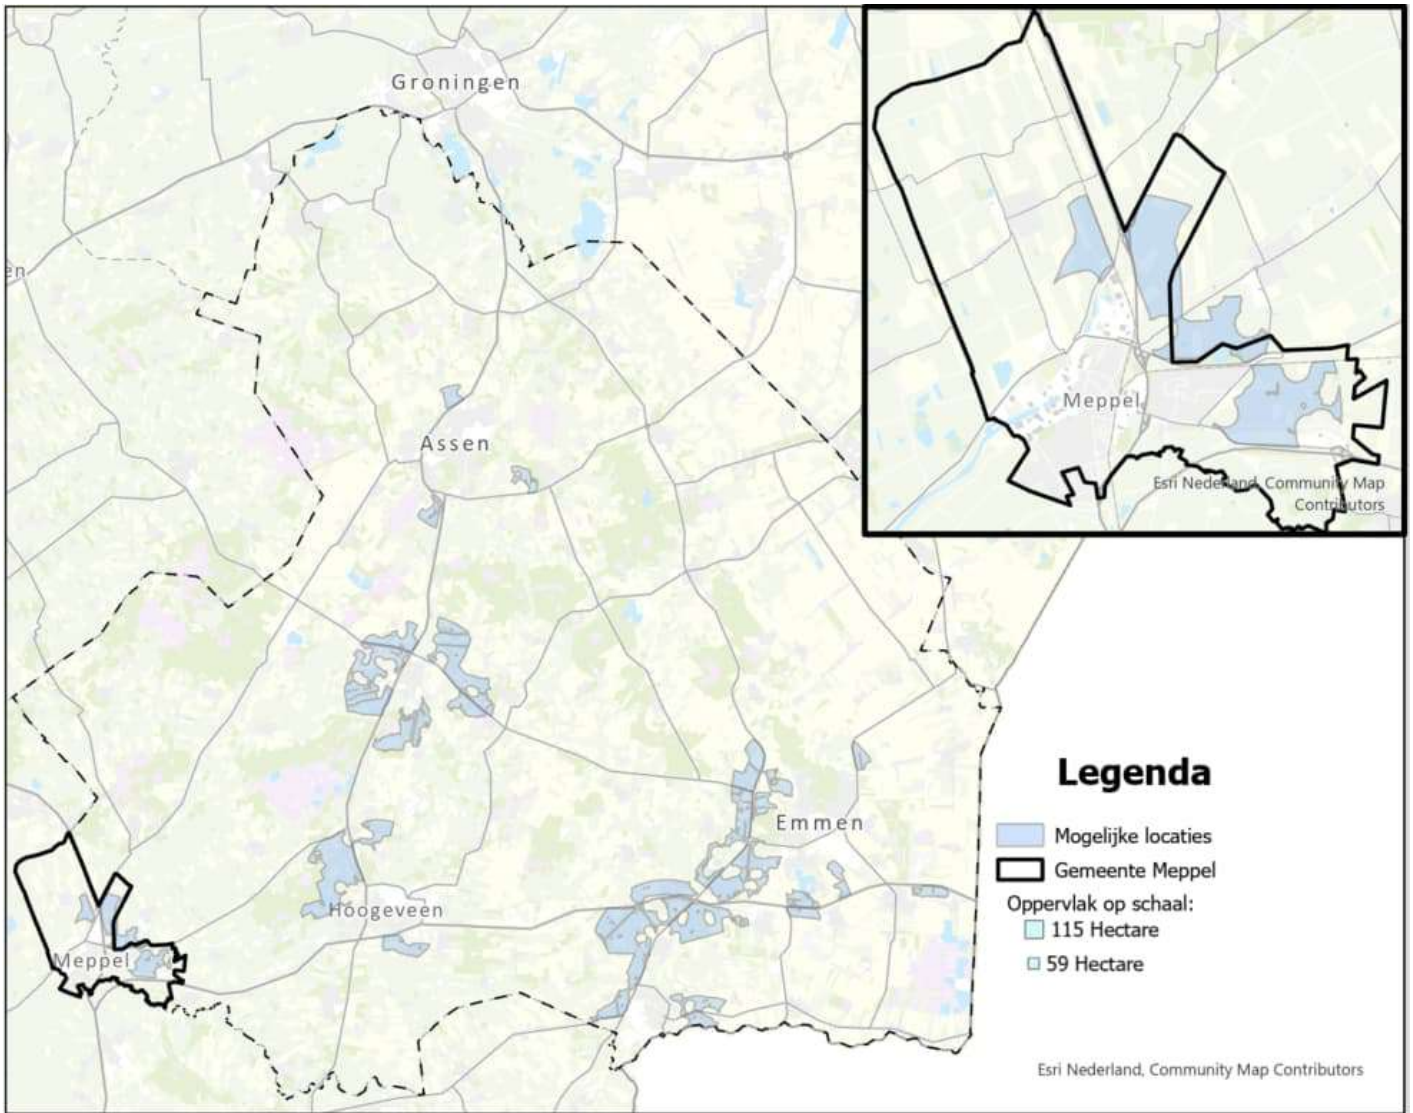 Groningen
en
Assen
Emmen
Hoogeveen
Meppel
Meppel
Esri Nederland, Community Map
Contributors
Legenda
Mogelijke locaties
Gemeente Meppel
Oppervlak op schaal:
115 Hectare
59 Hectare
Esri Nederland, Community Map Contributors